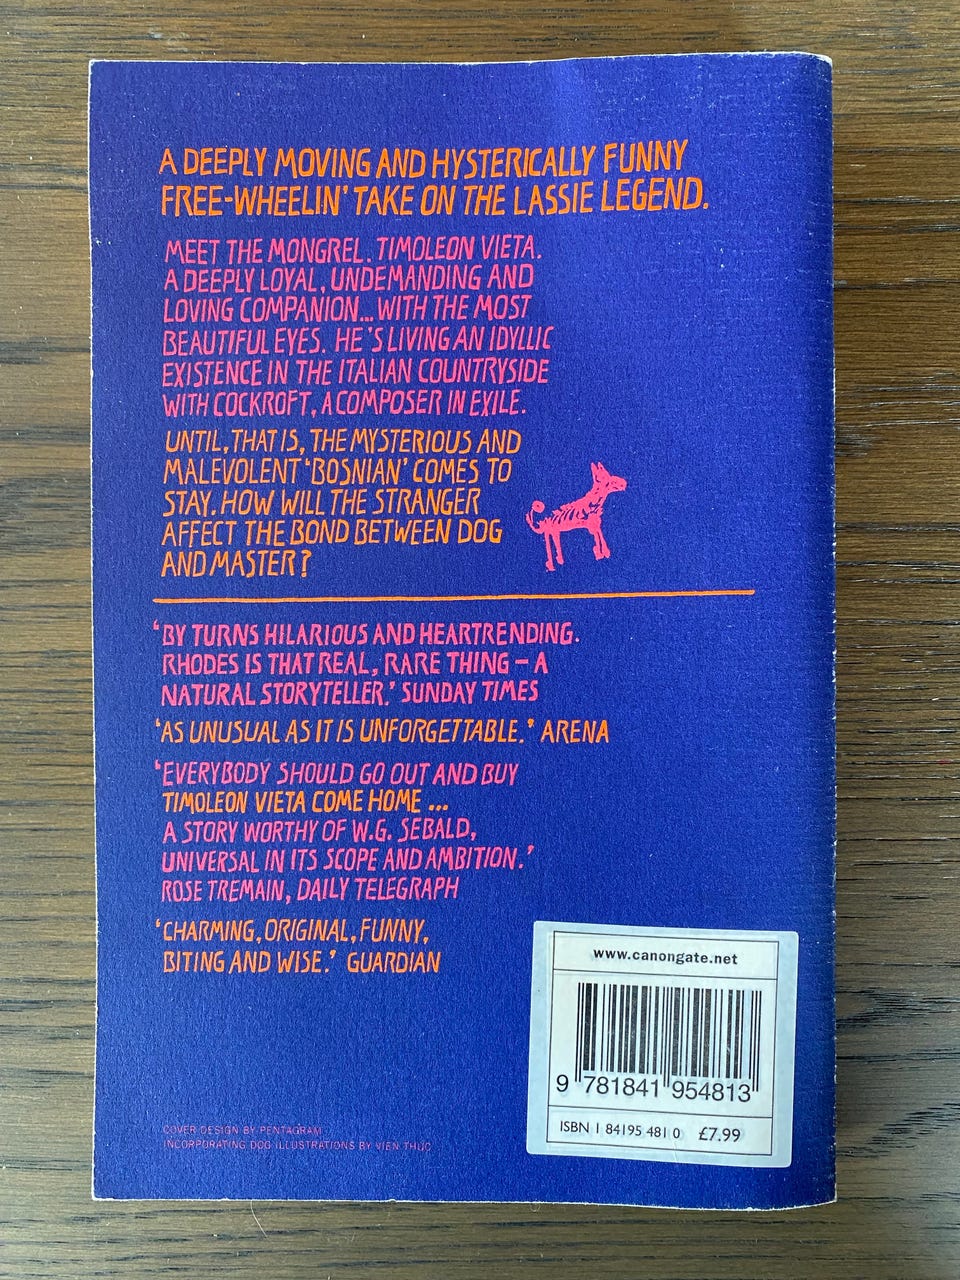 A DEEPLY MOVING AND HYSTERICALLY FUNNY
FREE-WHEELIN' TAKE ON THE LASSIE LEGEND.
MEET THE MONGREL. TIMOLEON VIETA.
A DEEPLY LOYAL, UNDEMANDING AND
LOVING COMPANION... WITH THE MOST
BEAUTIFUL EYES. HE'S LIVING AN IDYLLIC
EXISTENCE IN THE ITALIAN COUNTRYSIDE
WITH COCKROFT, A COMPOSER IN EXILE.
UNTIL, THAT IS, THE MYSTERIOUS AND
MALEVOLENT 'BOSNIAN' COMES TO
STAY. HOW WILL THE STRANGER
AFFECT THE BOND BETWEEN DOG
AND MASTER?
'BY TURNS HILARIOUS AND HEARTRENDING.
RHODES IS THAT REAL, RARE THING – A
NATURAL STORYTELLER.' SUNDAY TIMES
'AS UNUSUAL AS IT IS UNFORGETTABLE.' ARENA
'EVERYBODY SHOULD GO OUT AND BUY
TIMOLEON VIETA COME HOME ...
A STORY WORTHY OF W.G. SEBALD,
UNIVERSAL IN ITS SCOPE AND AMBITION.'
ROSE TREMAIN, DAILY TELEGRAPH
'CHARMING, ORIGINAL, FUNNY,
BITING AND WISE.' GUARDIAN
www.canongate.net
9 781841 954813
ISBN 1 84195 481 0 £7.99
COVER DESIGN BY PENTAGRAM
INCORPORATING DOG ILLUSTRATIONS BY VIEN THUC